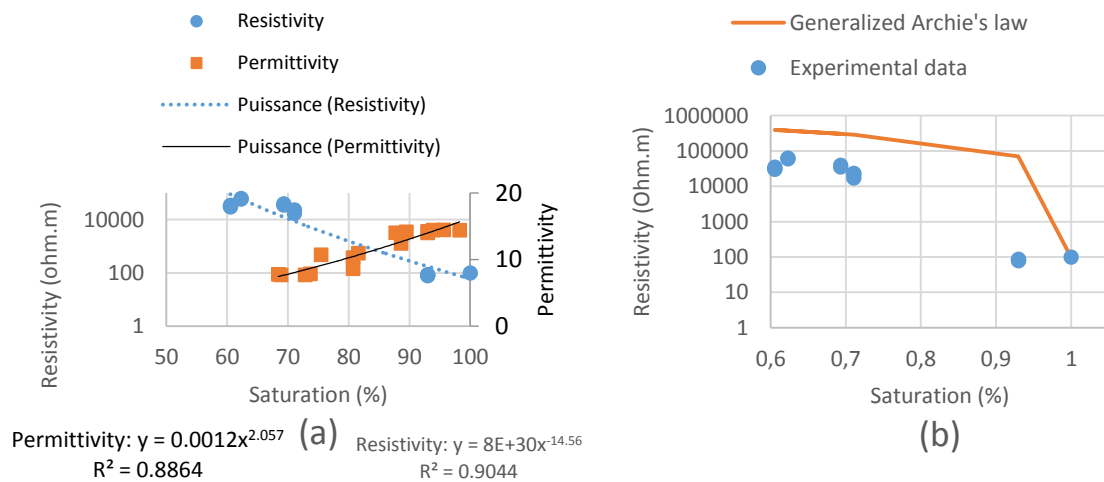 Resistivity
Permittivity
Puissance (Resistivity)
Puissance (Permittivity)
Resistivity (ohm.m)
10000
100
1
20
10
0
Permittivity
50 60 70 80 90 100
Saturation (%)
(a)
Permittivity: y = 0.0012x^2.057
R² = 0.8864
Resistivity: y = 8E+30x^-14.56
R² = 0.9044
Generalized Archie's law
Experimental data
Resistivity (Ohm.m)
1000000
100000
10000
1000
100
10
1
0,6 0,7 0,8 0,9 1
Saturation (%)
(b)